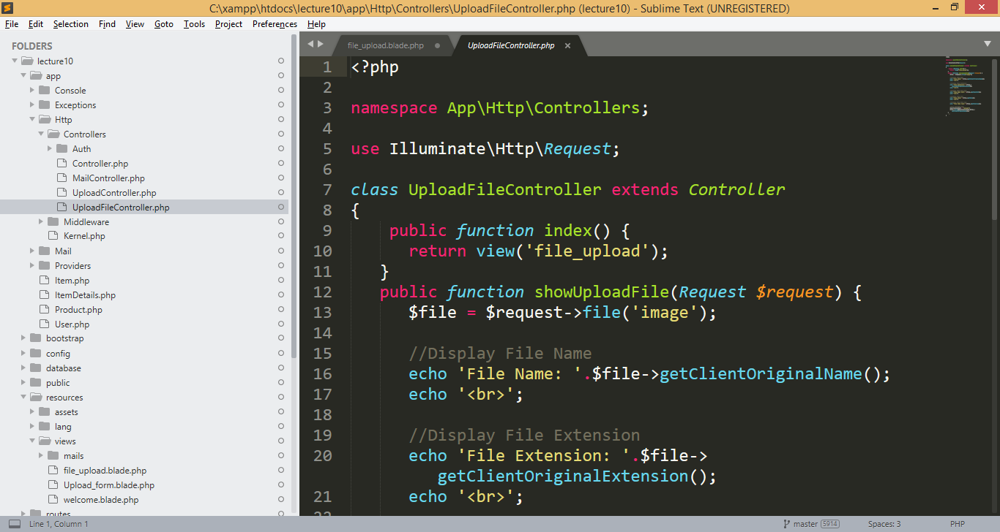 C:\xampp\htdocs\lecture10\app\Http\Controllers\UploadFileController.php (lecture10) - Sublime Text (UNREGISTERED)
File Edit Selection Find View Goto Tools Project Preferences Help
FOLDERS
lecture10
app
Console
Exceptions
Http
Controllers
Auth
Controller.php
MailController.php
UploadController.php
UploadFileController.php
Middleware
Kernel.php
Mail
Providers
Item.php
ItemDetails.php
Product.php
User.php
bootstrap
config
database
public
resources
assets
lang
views
mails
file_upload.blade.php
Upload_form.blade.php
welcome.blade.php
routes
file_upload.blade.php UploadFileController.php
1 <?php
2
3 namespace App\Http\Controllers;
4
5 use Illuminate\Http\Request;
6
7 class UploadFileController extends Controller
8 {
9 public function index() {
10 return view('file_upload');
11 }
12 public function showUploadFile(Request $request) {
13 $file = $request->file('image');
14
15 //Display File Name
16 echo 'File Name: '.$file->getClientOriginalName();
17 echo '<br>';
18
19 //Display File Extension
20 echo 'File Extension: '.$file->
getClientOriginalExtension();
21 echo '<br>';
22
Line 1, Column 1 master 5914 Spaces: 3 PHP